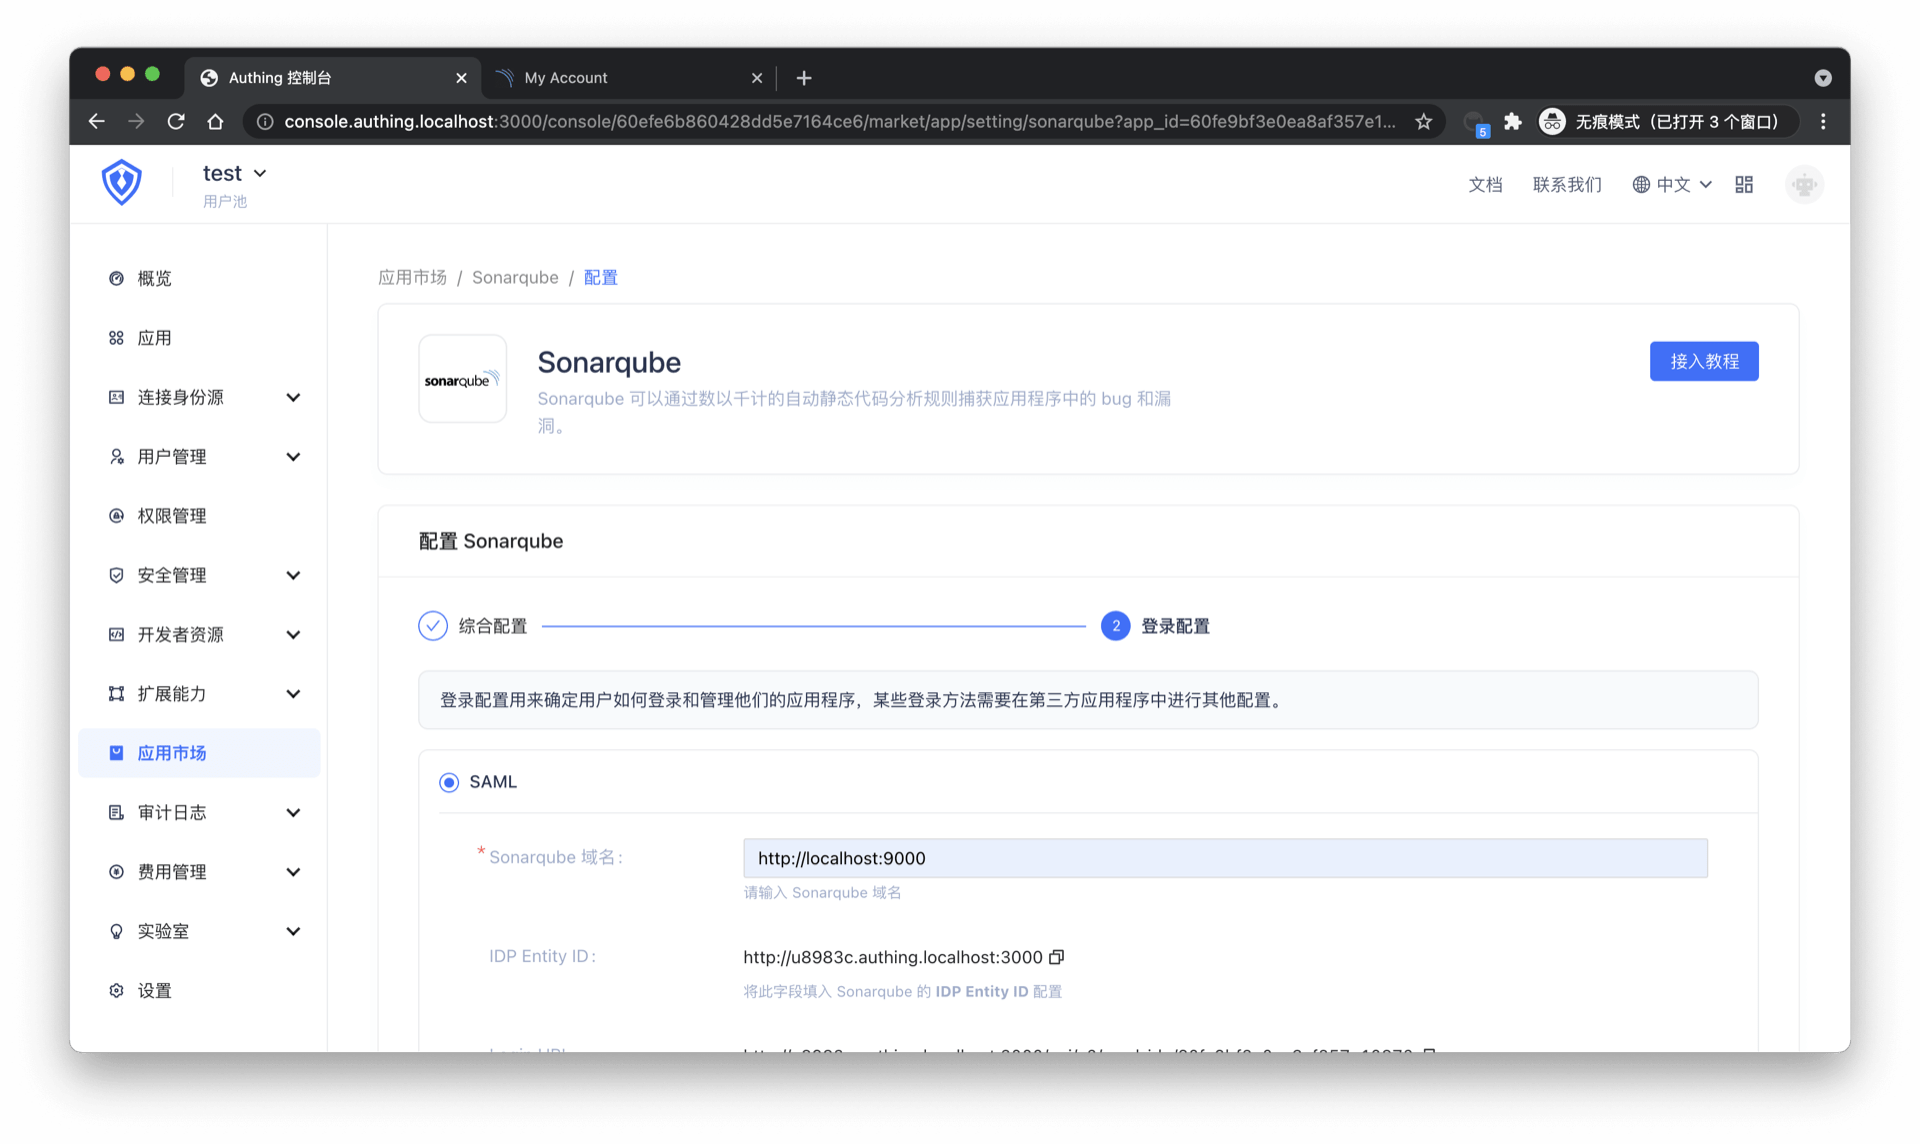 Authing 控制台
My Account
console.authing.localhost:3000/console/60efe6b860428dd5e7164ce6/market/app/setting/sonarqube?app_id=60fe9bf3e0ea8af357e1...
5
无痕模式（已打开 3 个窗口）
test
用户池
文档
联系我们
中文
概览
应用
连接身份源
用户管理
权限管理
安全管理
开发者资源
扩展能力
应用市场
审计日志
费用管理
实验室
设置
应用市场 / Sonarqube / 配置
sonarqube
Sonarqube
接入教程
Sonarqube 可以通过数以千计的自动静态代码分析规则捕获应用程序中的 bug 和漏
洞。
配置 Sonarqube
综合配置
2 登录配置
登录配置用来确定用户如何登录和管理他们的应用程序，某些登录方法需要在第三方应用程序中进行其他配置。
SAML
* Sonarqube 域名:
http://localhost:9000
请输入 Sonarqube 域名
IDP Entity ID:
http://u8983c.authing.localhost:3000
将此字段填入 Sonarqube 的 IDP Entity ID 配置